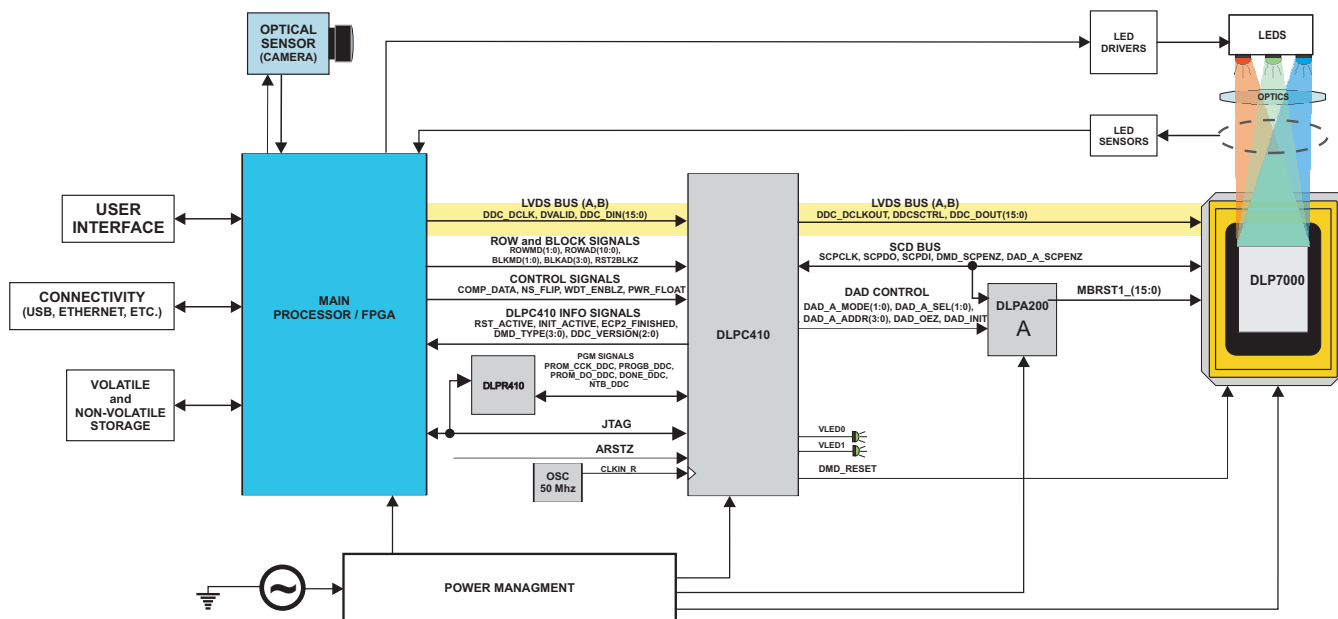 OPTICAL
SENSOR
(CAMERA)
LED
DRIVERS
LEDS
OPTICS
LED
SENSORS
USER
INTERFACE
CONNECTIVITY
(USB, ETHERNET, ETC.)
VOLATILE
and
NON-VOLATILE
STORAGE
MAIN
PROCESSOR / FPGA
LVDS BUS (A,B)
DDC_DCLK, DVALID, DDC_DIN(15:0)
ROW and BLOCK SIGNALS
ROWMD(1:0), ROWAD(10:0),
BLKMD(1:0), BLKAD(3:0), RST2BLKZ
CONTROL SIGNALS
COMP_DATA, NS_FLIP, WDT_ENBLZ, PWR_FLOAT
DLPC410 INFO SIGNALS
RST_ACTIVE, INIT_ACTIVE, ECP2_FINISHED,
DMD_TYPE(3:0), DDC_VERSION(2:0)
DLPR410
PGM SIGNALS
PROM_CCK_DDC, PROGB_DDC,
PROM_DO_DDC, DONE_DDC,
NTB_DDC
JTAG
ARSTZ
OSC
50 Mhz
CLKIN_R
DLPC410
LVDS BUS (A,B)
DDC_DCLKOUT, DDCSCTRL, DDC_DOUT(15:0)
SCD BUS
SCPCLK, SCPDO, SCPDI, DMD_SCPENZ, DAD_A_SCPENZ
DAD CONTROL
DAD_A_MODE(1:0), DAD_A_SEL(1:0),
DAD_A_ADDR(3:0), DAD_OEZ, DAD_INIT
DLPA200
A
MBRST1_(15:0)
DLP7000
VLED0
VLED1
DMD_RESET
POWER MANAGMENT